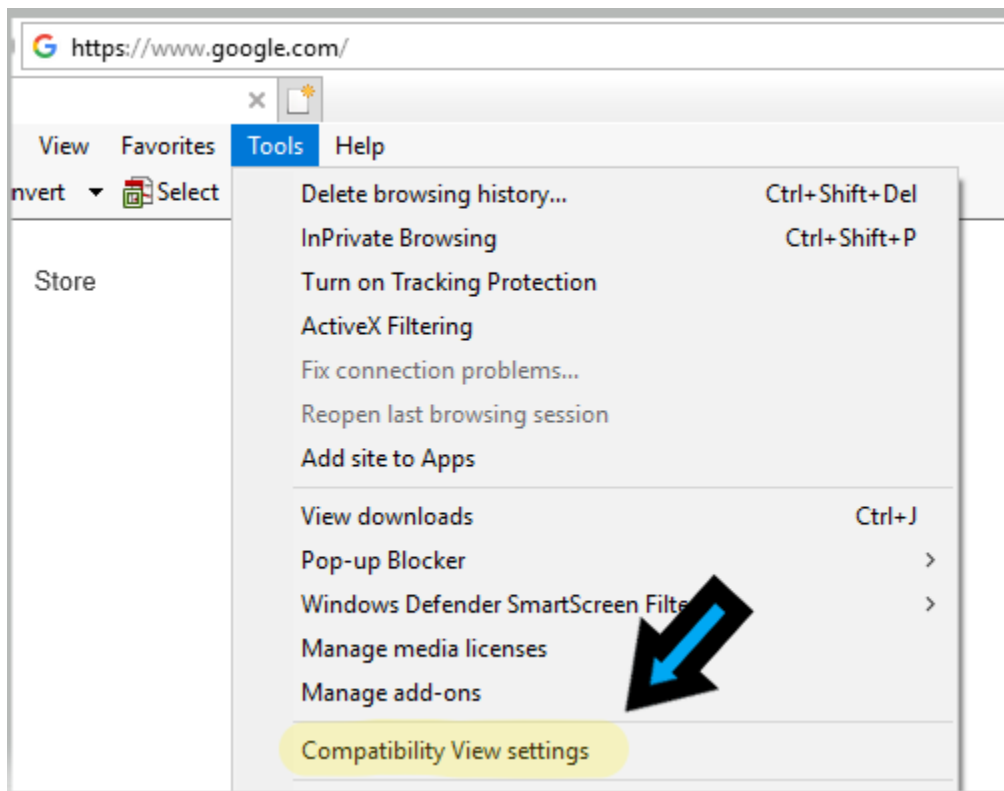 https://www.google.com/
View Favorites Tools Help
nvert Select
Delete browsing history... Ctrl+Shift+Del
InPrivate Browsing Ctrl+Shift+P
Store
Turn on Tracking Protection
ActiveX Filtering
Fix connection problems...
Reopen last browsing session
Add site to Apps
View downloads Ctrl+J
Pop-up Blocker
Windows Defender SmartScreen Filte
Manage media licenses
Manage add-ons
Compatibility View settings